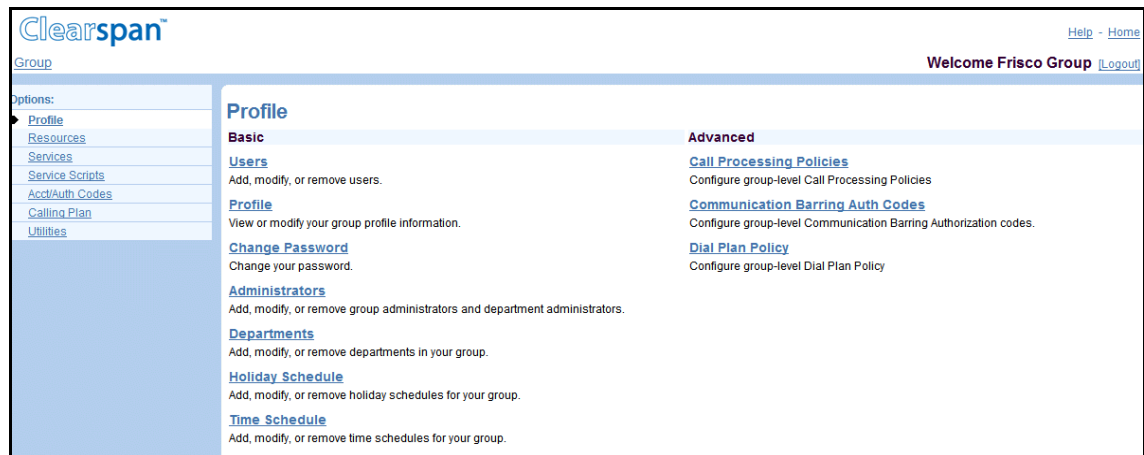 Clearspan™
Help - Home
Group
Welcome Frisco Group [Logout]
Options:
Profile
Resources
Services
Service Scripts
Acct/Auth Codes
Calling Plan
Utilities
Profile
Basic
Users
Add, modify, or remove users.
Profile
View or modify your group profile information.
Change Password
Change your password.
Administrators
Add, modify, or remove group administrators and department administrators.
Departments
Add, modify, or remove departments in your group.
Holiday Schedule
Add, modify, or remove holiday schedules for your group.
Time Schedule
Add, modify, or remove time schedules for your group.
Advanced
Call Processing Policies
Configure group-level Call Processing Policies
Communication Barring Auth Codes
Configure group-level Communication Barring Authorization codes.
Dial Plan Policy
Configure group-level Dial Plan Policy